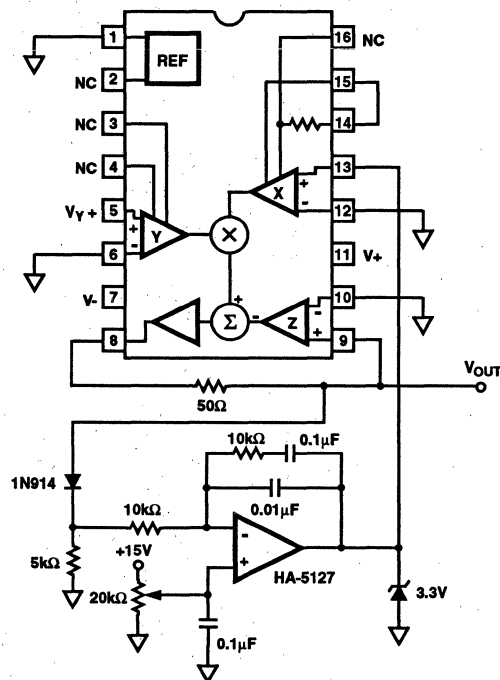 1
REF
16 NC
NC 2
15
NC 3
14
NC 4
13
X
+
-
VY + 5
+
Y
-
×
12
6
11 V+
V- 7
+
Σ
-
Z
-
+
10
8
9
VOUT
50Ω
10kΩ
0.1μF
1N914
0.01μF
10kΩ
-
+
HA-5127
5kΩ
+15V
20kΩ
3.3V
0.1μF